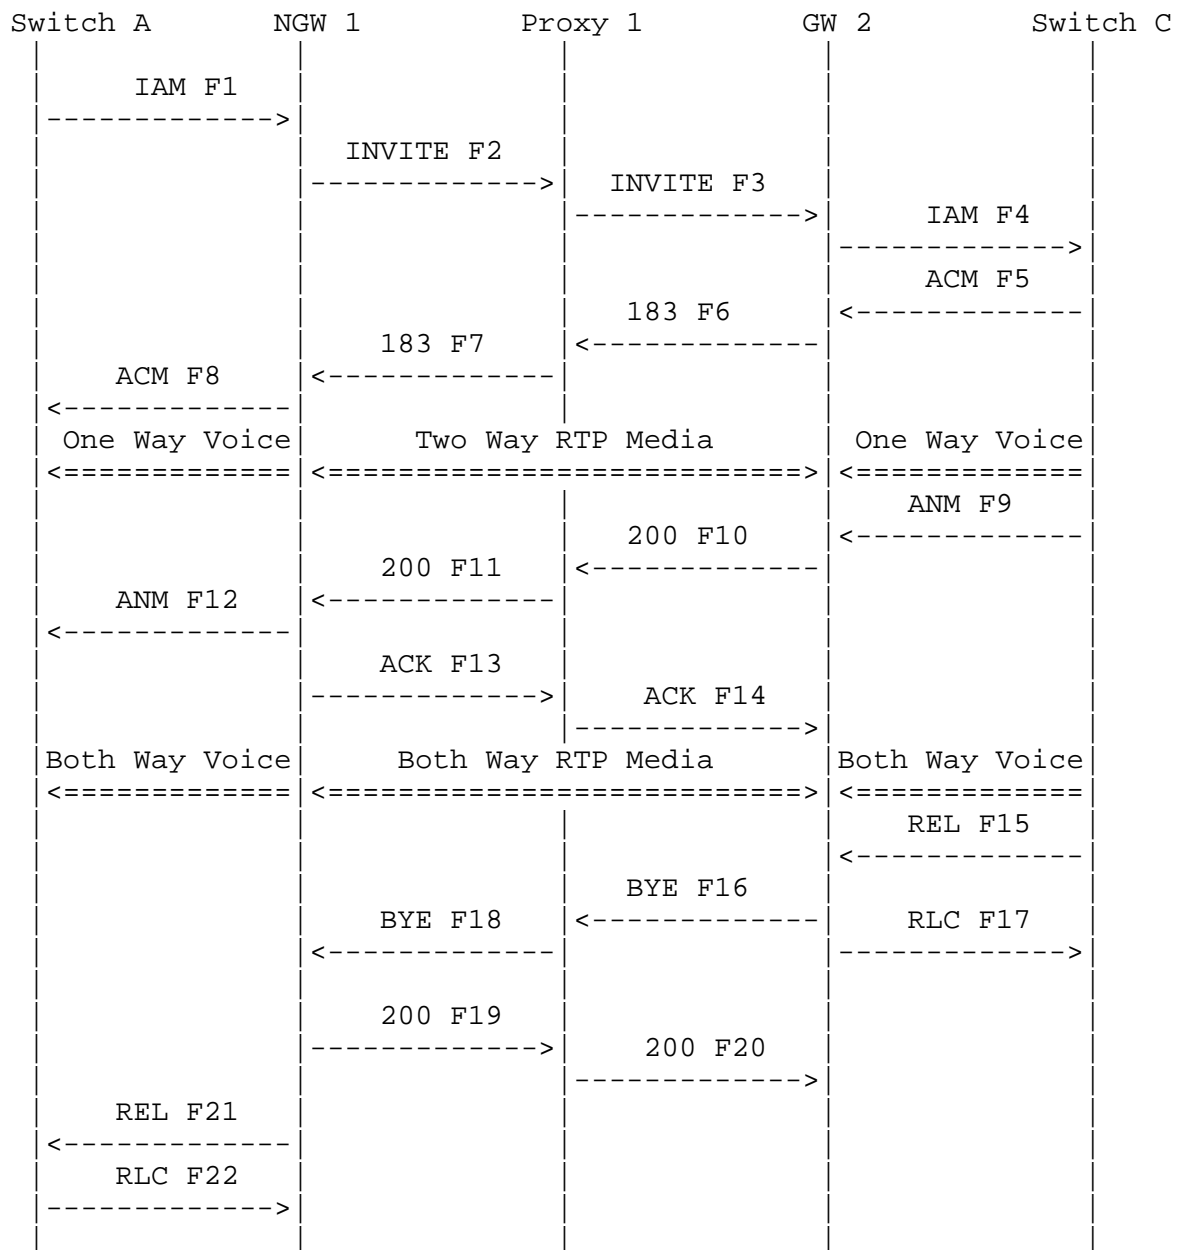 Switch A NGW 1 Proxy 1 GW 2 Switch C
IAM F1
INVITE F2
INVITE F3
IAM F4
ACM F5
183 F6
183 F7
ACM F8
One Way Voice Two Way RTP Media One Way Voice
ANM F9
200 F10
200 F11
ANM F12
ACK F13
ACK F14
Both Way Voice Both Way RTP Media Both Way Voice
REL F15
BYE F16
BYE F18 RLC F17
200 F19
200 F20
REL F21
RLC F22